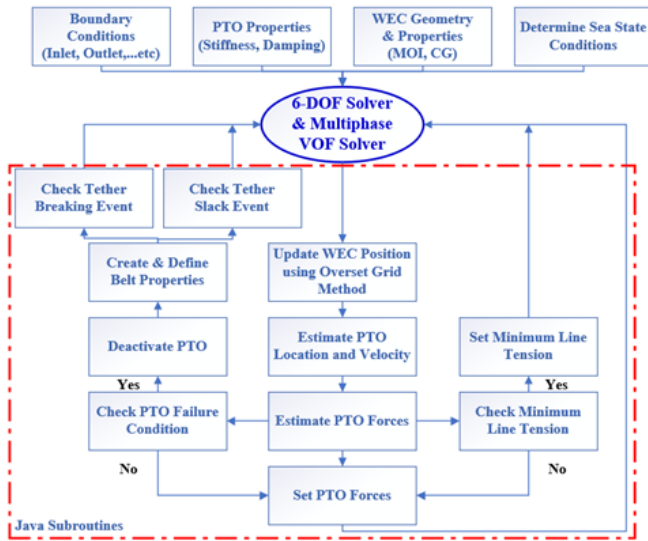 Boundary
Conditions
(Inlet, Outlet,...etc)
PTO Properties
(Stiffness, Damping)
WEC Geometry
& Properties
(MOI, CG)
Determine Sea State
Conditions
6-DOF Solver
& Multiphase
VOF Solver
Check Tether
Breaking Event
Check Tether
Slack Event
Create & Define
Belt Properties
Update WEC Position
using Overset Grid
Method
Deactivate PTO
Estimate PTO
Location and Velocity
Set Minimum Line
Tension
Yes
Yes
Check PTO Failure
Condition
Estimate PTO Forces
Check Minimum
Line Tension
No
No
Set PTO Forces
Java Subroutines